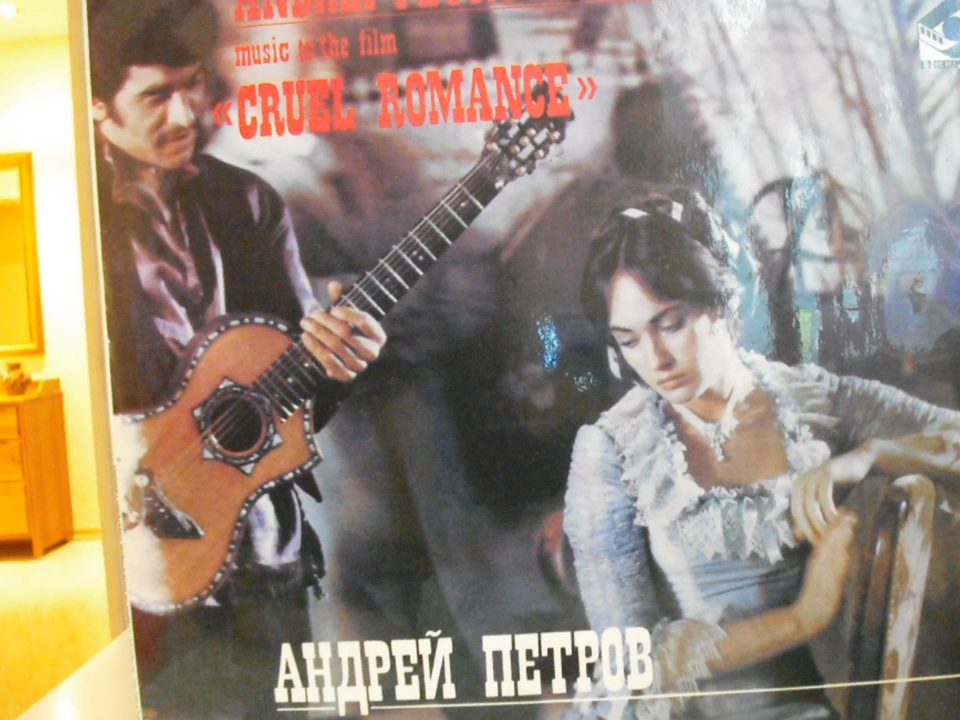 music to the film
«CRUEL ROMANCE»
АНДРЕЙ ПЕТРОВ